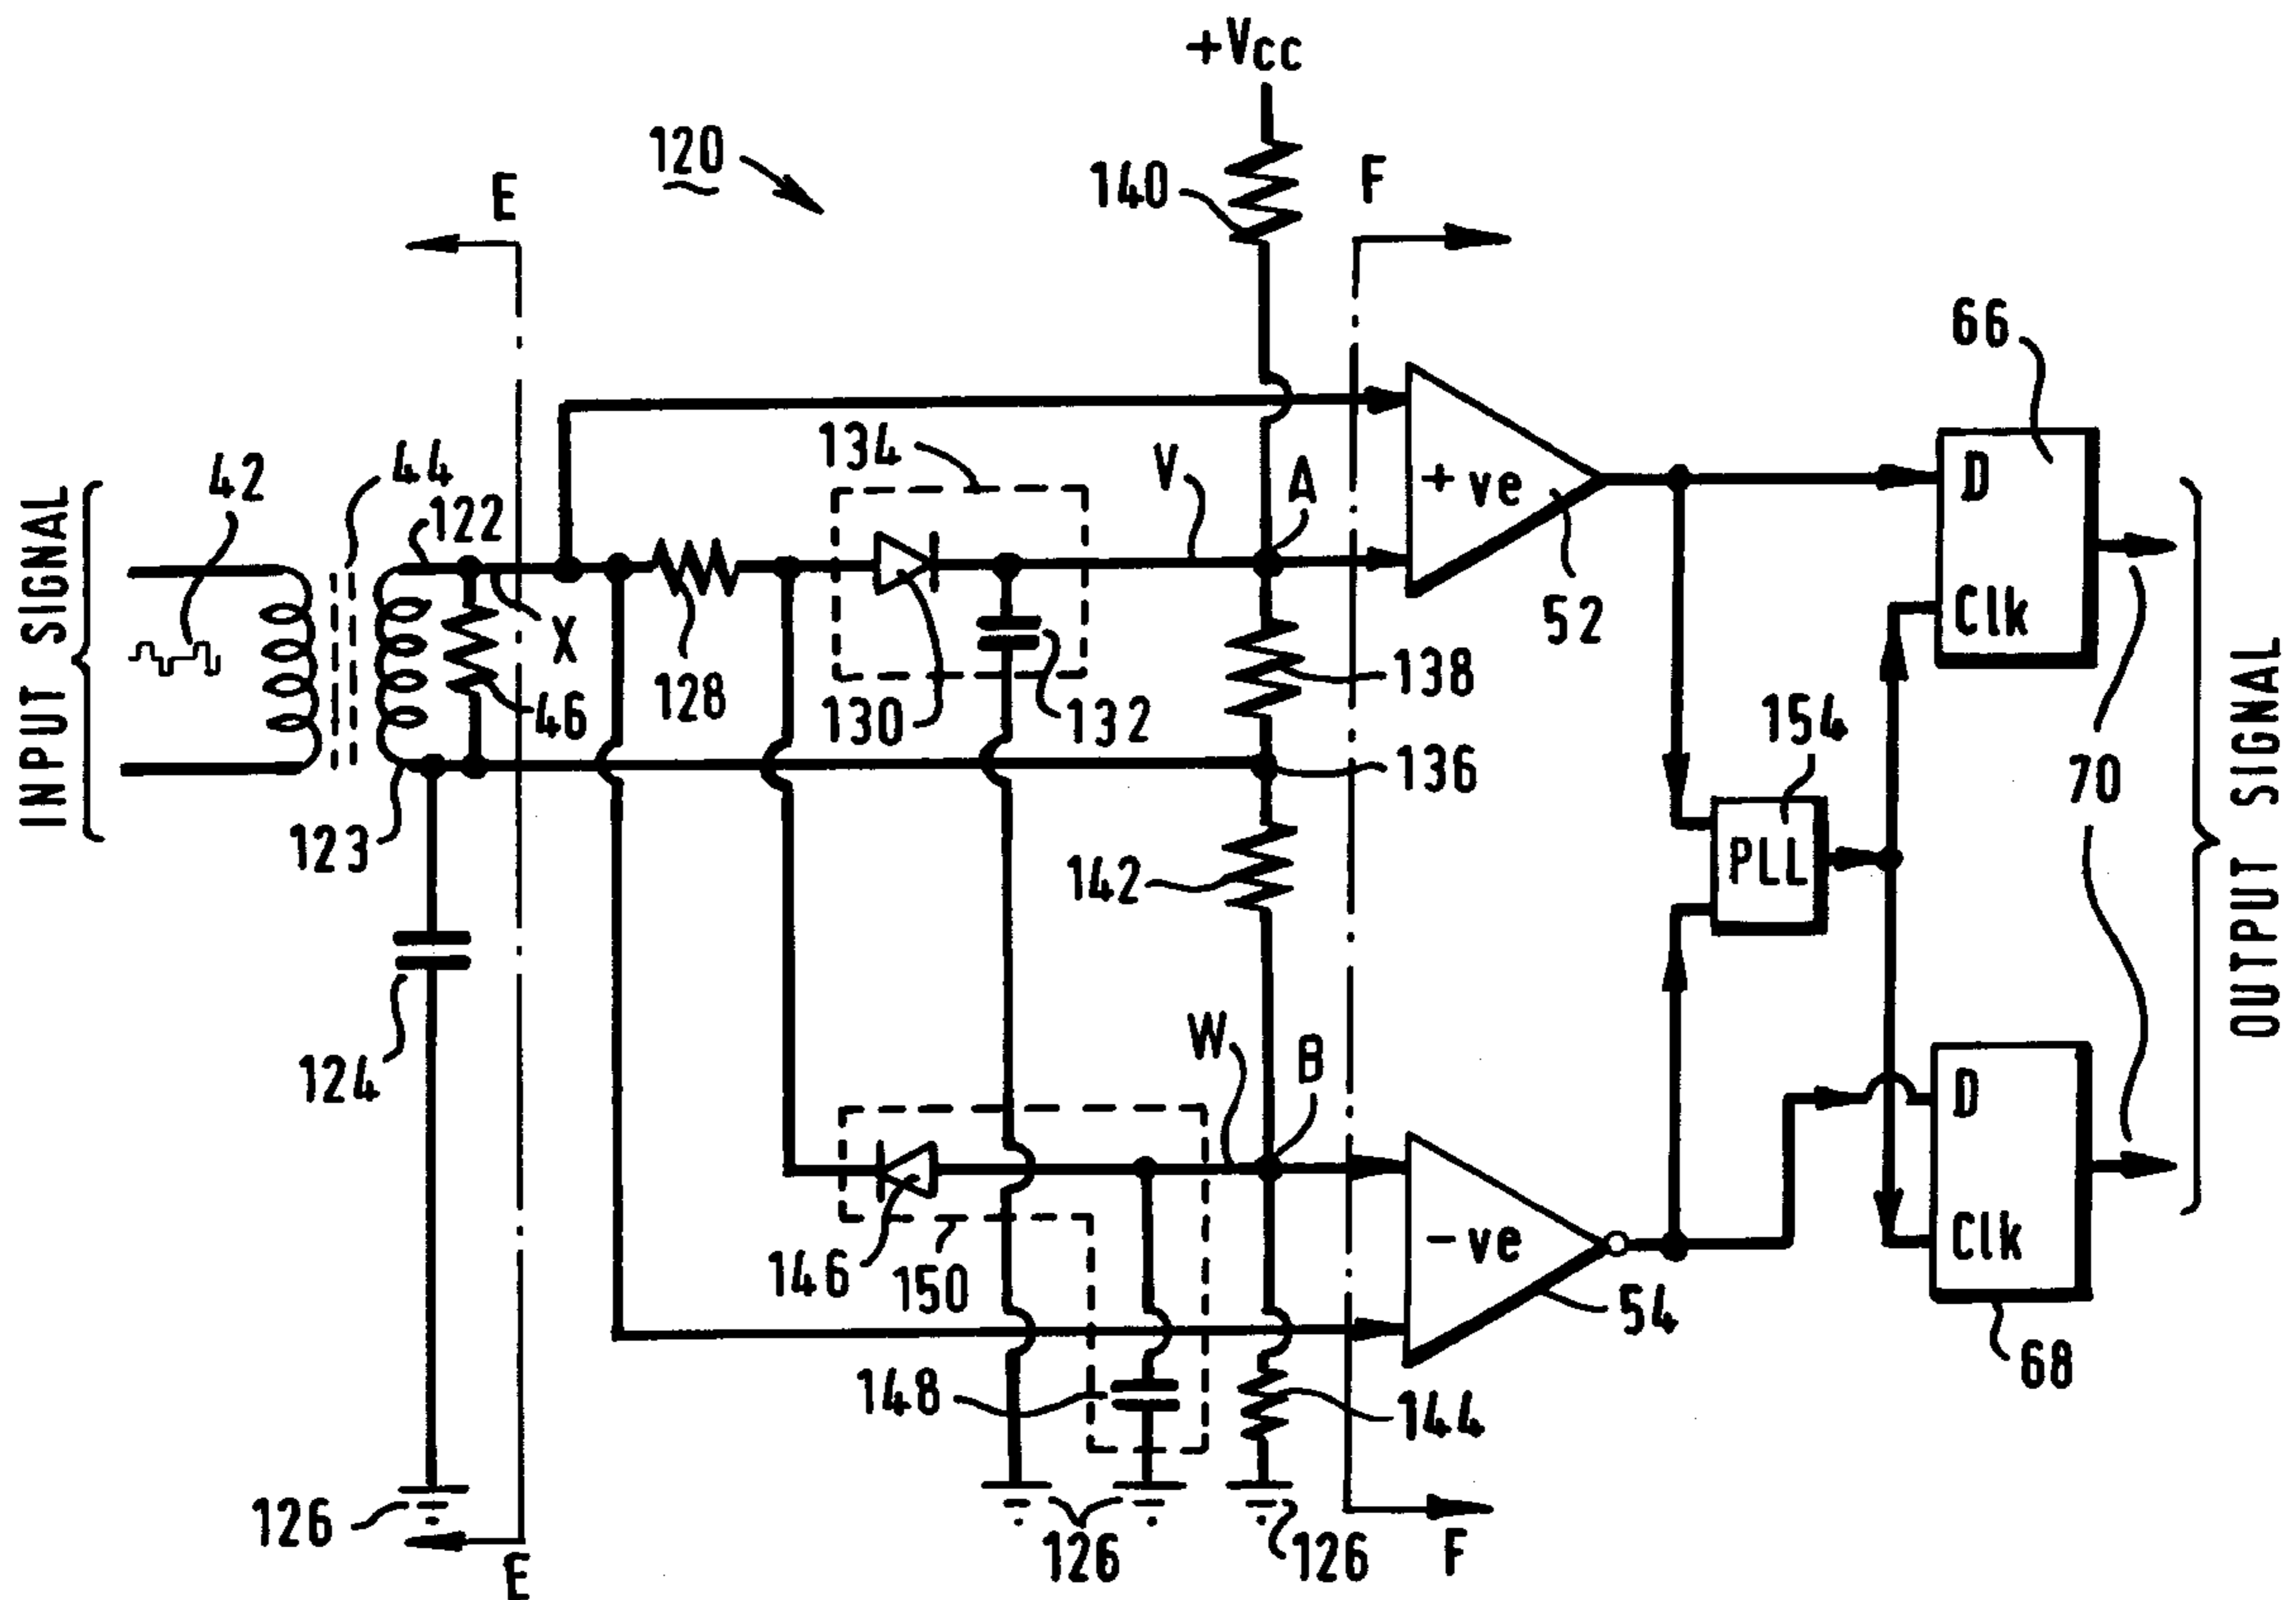 +Vcc
120
140
E
F
66
134
V
A
+ ve
D
Clk
52
42
44
122
INPUT SIGNAL
X
46
128
130
132
138
136
123
154
PLL
70
OUTPUT SIGNAL
142
124
W
B
D
Clk
- ve
146
150
54
68
148
144
126
126
126
E
F